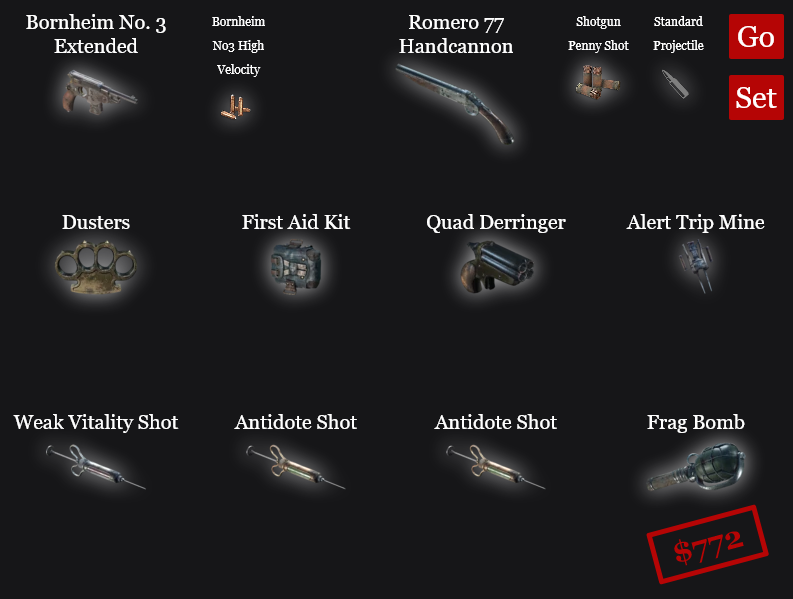 Bornheim No. 3
Extended
Bornheim
No3 High
Velocity
Romero 77
Handcannon
Shotgun
Penny Shot
Standard
Projectile
Go
Set
Dusters
First Aid Kit
Quad Derringer
Alert Trip Mine
Weak Vitality Shot
Antidote Shot
Antidote Shot
Frag Bomb
$772